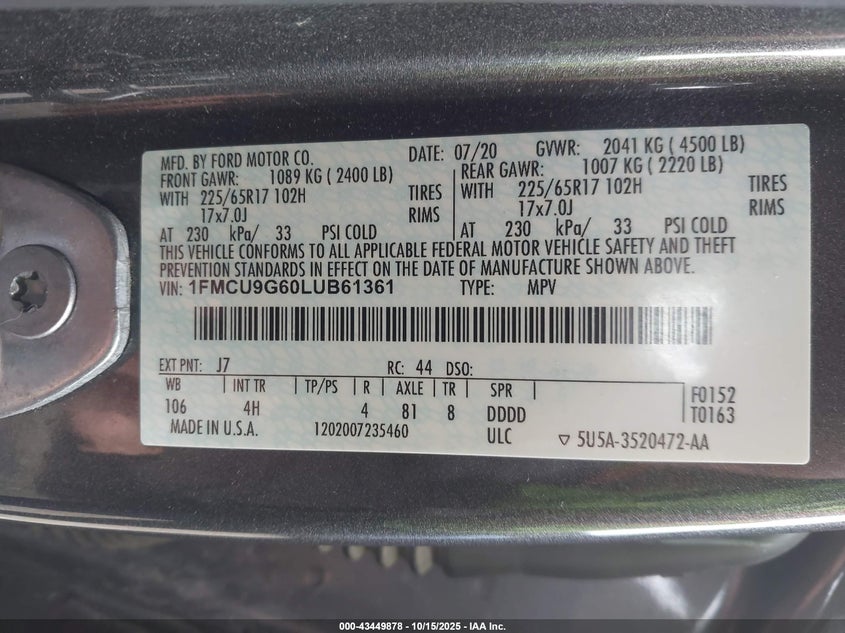 MFD. BY FORD MOTOR CO. DATE: 07/20 GVWR: 2041 KG ( 4500 LB)
FRONT GAWR: 1089 KG ( 2400 LB) REAR GAWR: 1007 KG ( 2220 LB)
WITH 225/65R17 102H TIRES WITH 225/65R17 102H TIRES
17x7.0J RIMS 17x7.0J RIMS
AT 230 kPa/ 33 PSI COLD AT 230 kPa/ 33 PSI COLD
THIS VEHICLE CONFORMS TO ALL APPLICABLE FEDERAL MOTOR VEHICLE SAFETY AND THEFT
PREVENTION STANDARDS IN EFFECT ON THE DATE OF MANUFACTURE SHOWN ABOVE.
VIN: 1FMCU9G60LUB61361 TYPE: MPV
EXT PNT: J7 RC: 44 DSO:
WB INT TR TP/PS R AXLE TR SPR
106 4H 4 81 8 DDDD
F0152
T0163
MADE IN U.S.A. 1202007235460 ULC ▽ 5U5A-3520472-AA
000-43449878 - 10/15/2025 - IAA Inc.